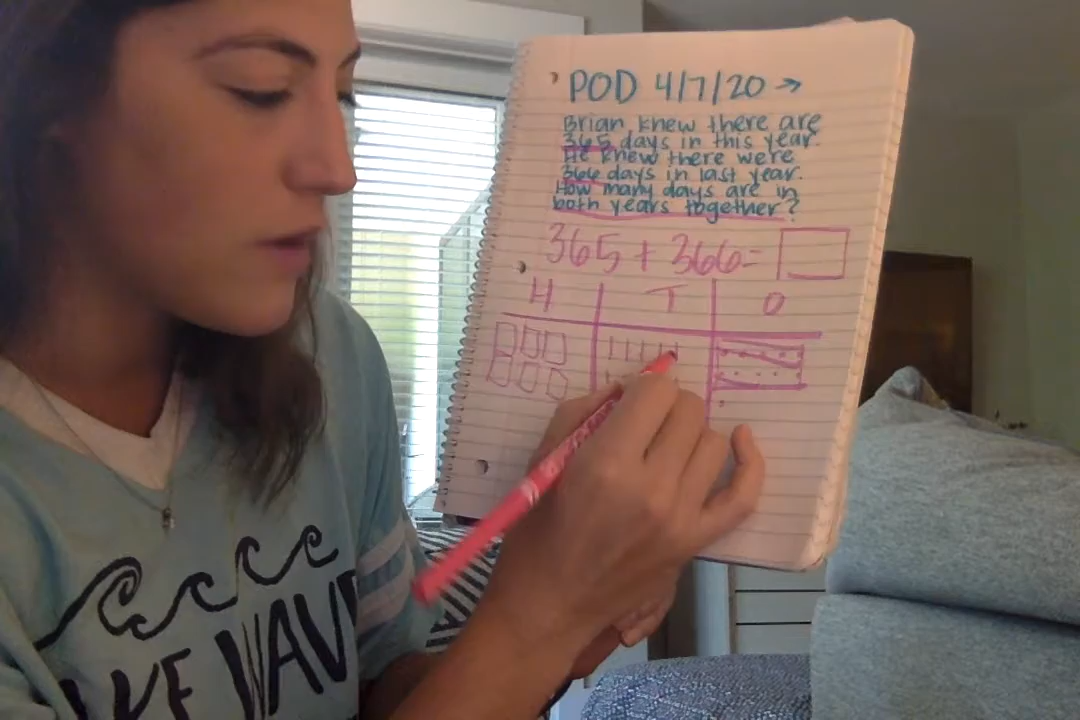 POD 4/7/20 →
Brian knew there are
365 days in this year.
He knew there were
366 days in last year.
How many days are in
both years together?
365 + 366=
H T O
WAVE